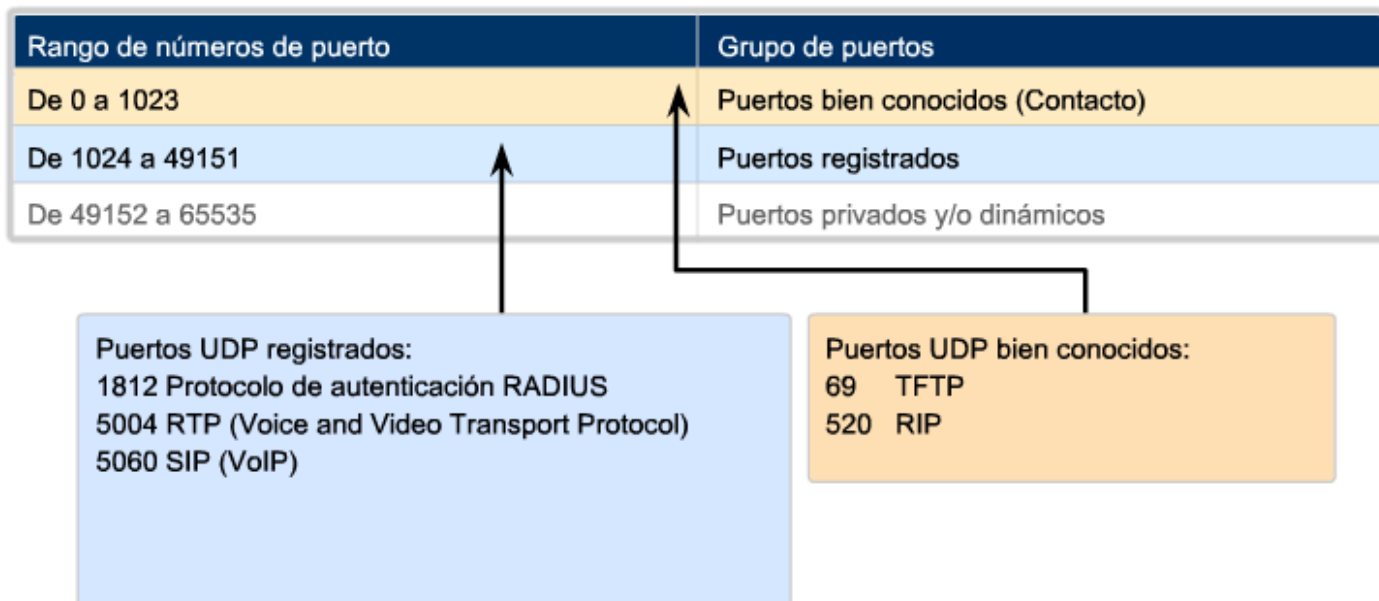 Rango de números de puerto Grupo de puertos
De 0 a 1023 Puertos bien conocidos (Contacto)
De 1024 a 49151 Puertos registrados
De 49152 a 65535 Puertos privados y/o dinámicos
Puertos UDP registrados:
1812 Protocolo de autenticación RADIUS
5004 RTP (Voice and Video Transport Protocol)
5060 SIP (VoIP)
Puertos UDP bien conocidos:
69 TFTP
520 RIP